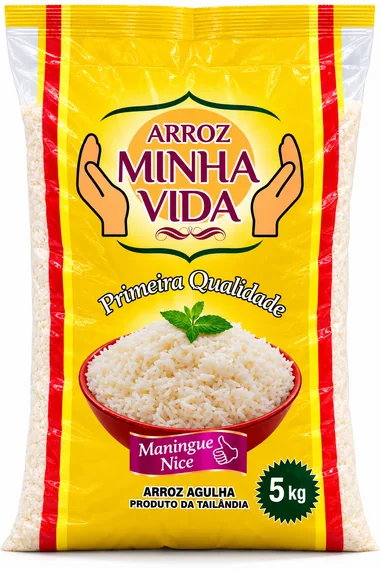 ARROZ
MINHA
VIDA
Primeira Qualidade
Maningue
Nice
ARROZ AGULHA
PRODUTO DA TAILÂNDIA
5 kg